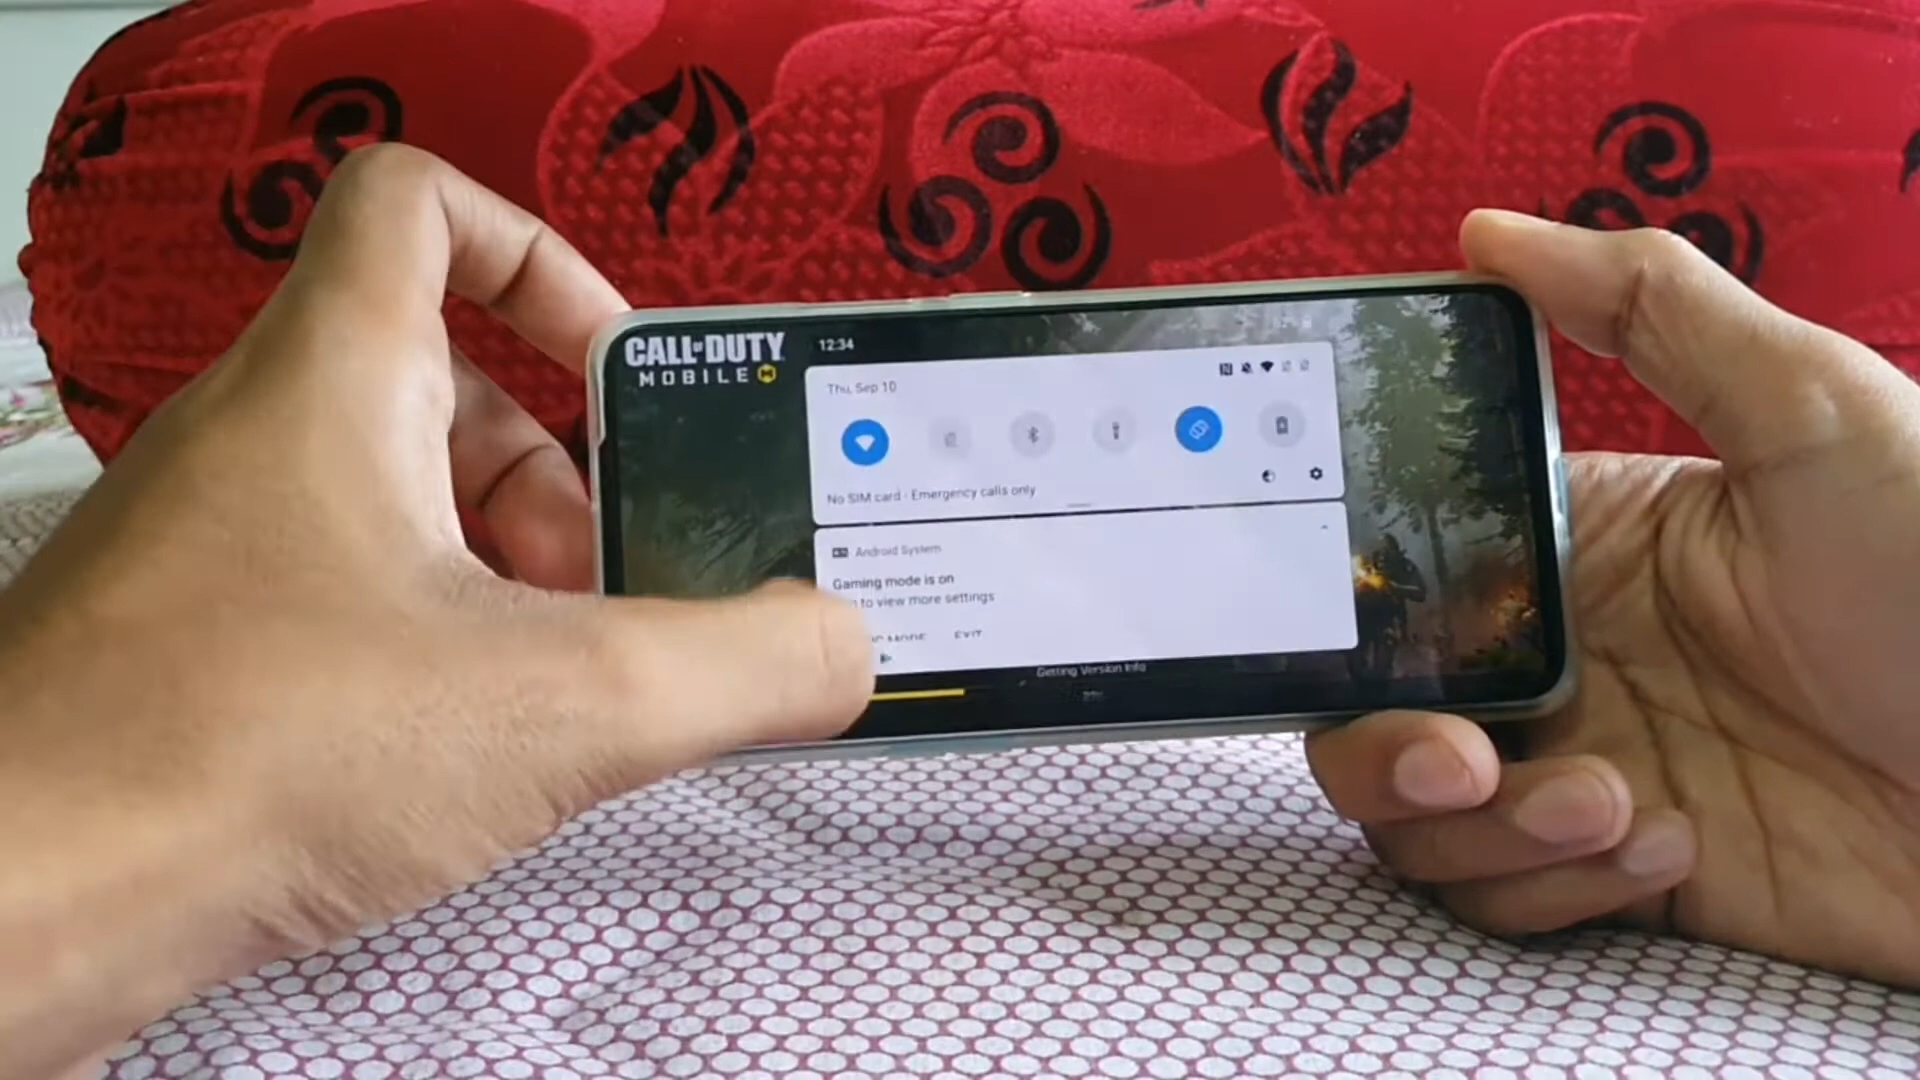 CALL OF DUTY
MOBILE
12:34
Thu, Sep 10
No SIM card · Emergency calls only
Android System
Gaming mode is on
to view more settings
MODE EXIT
Getting Version Info